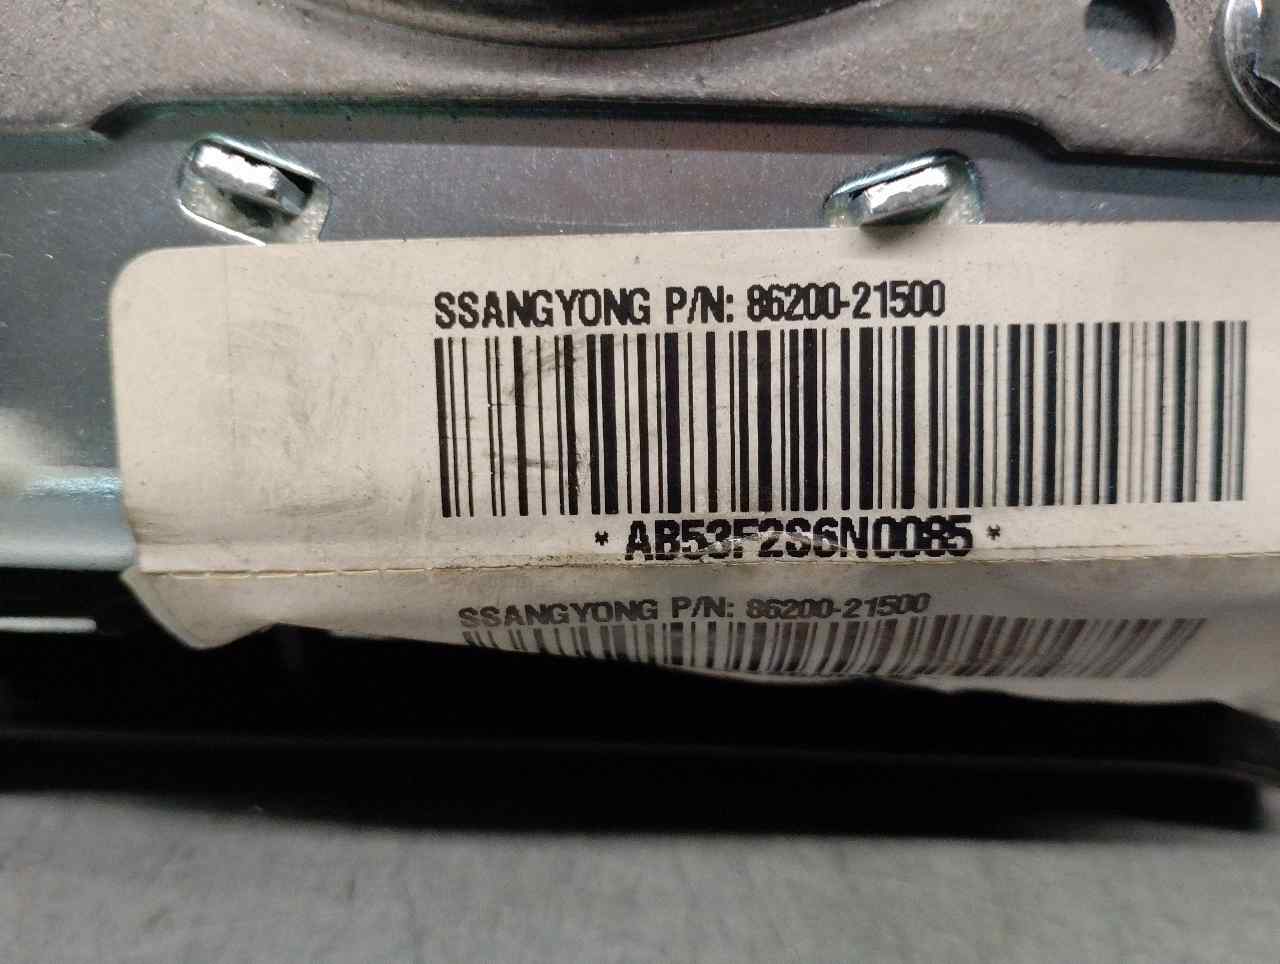 SSANGYONG P/N: 86200-21500
* AB53F2S6N0085 *
SSANGYONG P/N: 86200-21500